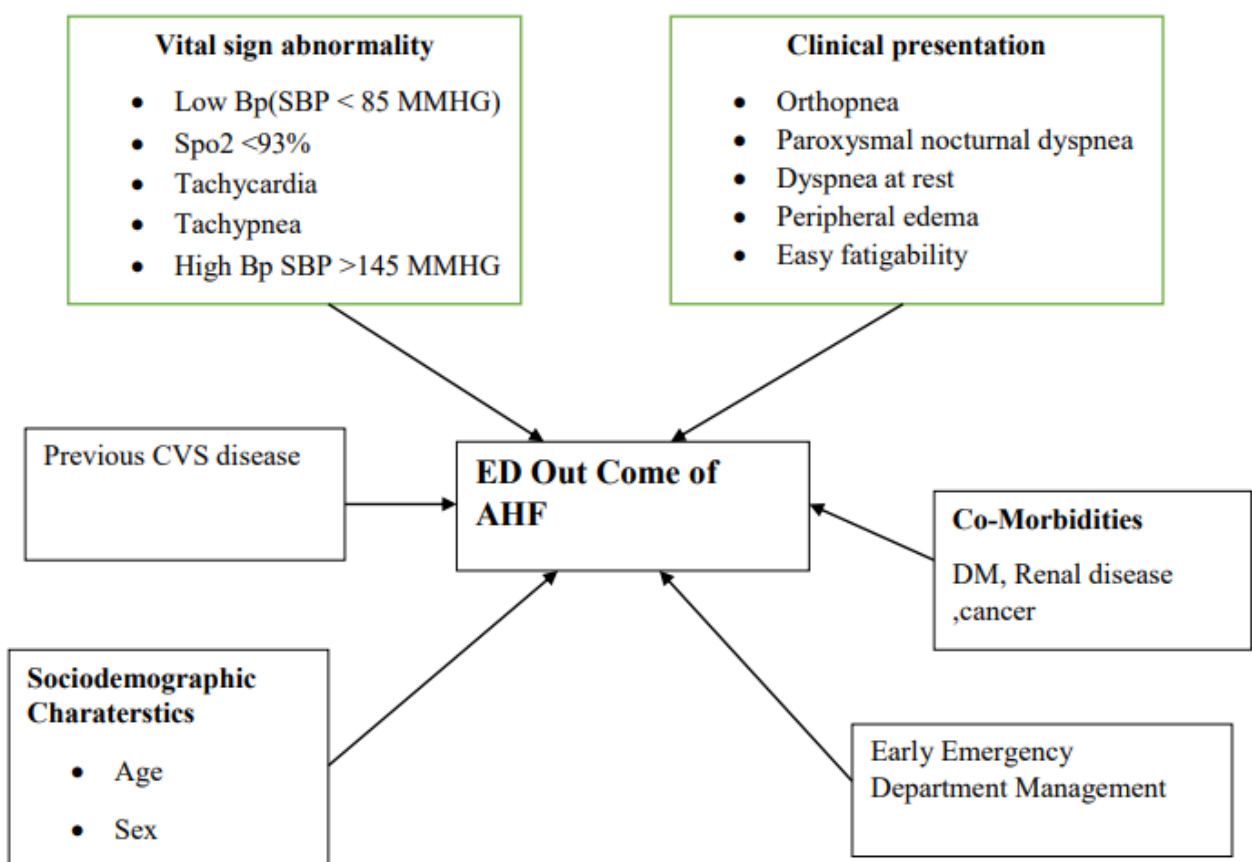 Vital sign abnormality
• Low Bp(SBP < 85 MMHG)
• Spo2 <93%
• Tachycardia
• Tachypnea
• High Bp SBP >145 MMHG
Clinical presentation
• Orthopnea
• Paroxysmal nocturnal dyspnea
• Dyspnea at rest
• Peripheral edema
• Easy fatigability
Previous CVS disease
ED Out Come of
AHF
Co-Morbidities
DM, Renal disease
,cancer
Sociodemographic
Charaterstics
• Age
• Sex
Early Emergency
Department Management